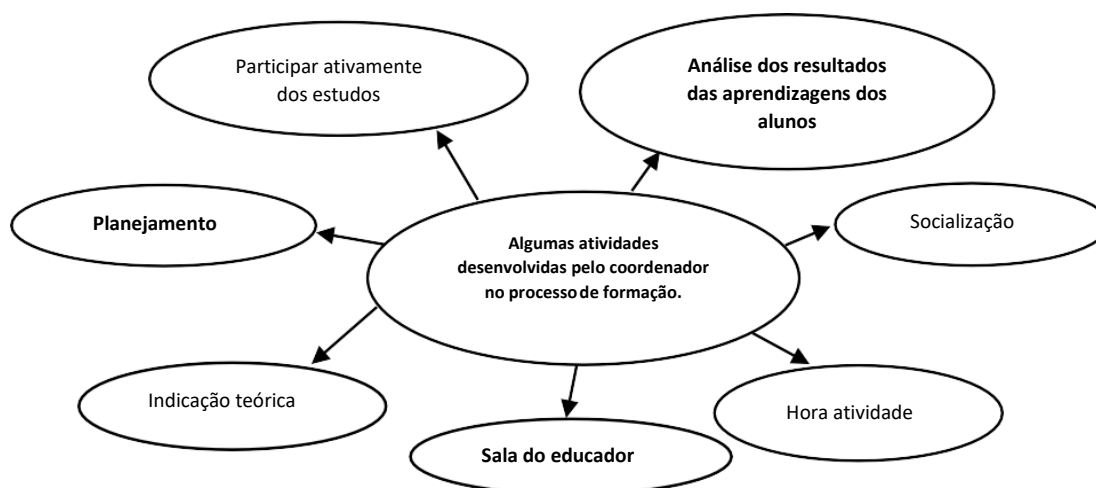 Participar ativamente
dos estudos
Análise dos resultados
das aprendizagens dos
alunos
Planejamento
Algumas atividades
desenvolvidas pelo coordenador
no processo de formação.
Socialização
Indicação teórica
Hora atividade
Sala do educador